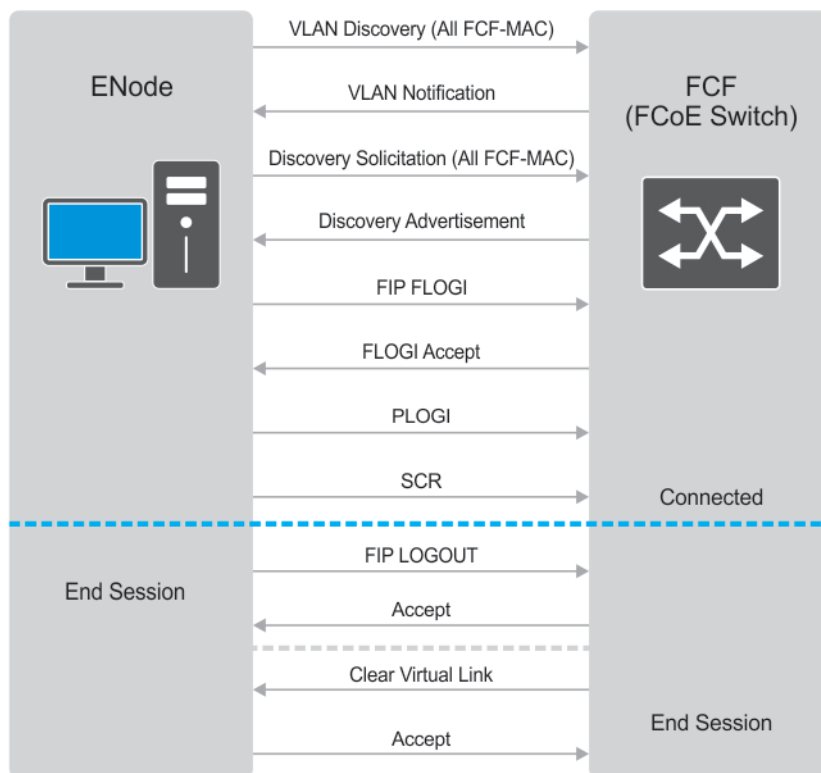 VLAN Discovery (All FCF-MAC)
ENode
FCF
(FCoE Switch)
VLAN Notification
Discovery Solicitation (All FCF-MAC)
Discovery Advertisement
FIP FLOGI
FLOGI Accept
PLOGI
SCR
Connected
FIP LOGOUT
End Session
Accept
Clear Virtual Link
End Session
Accept